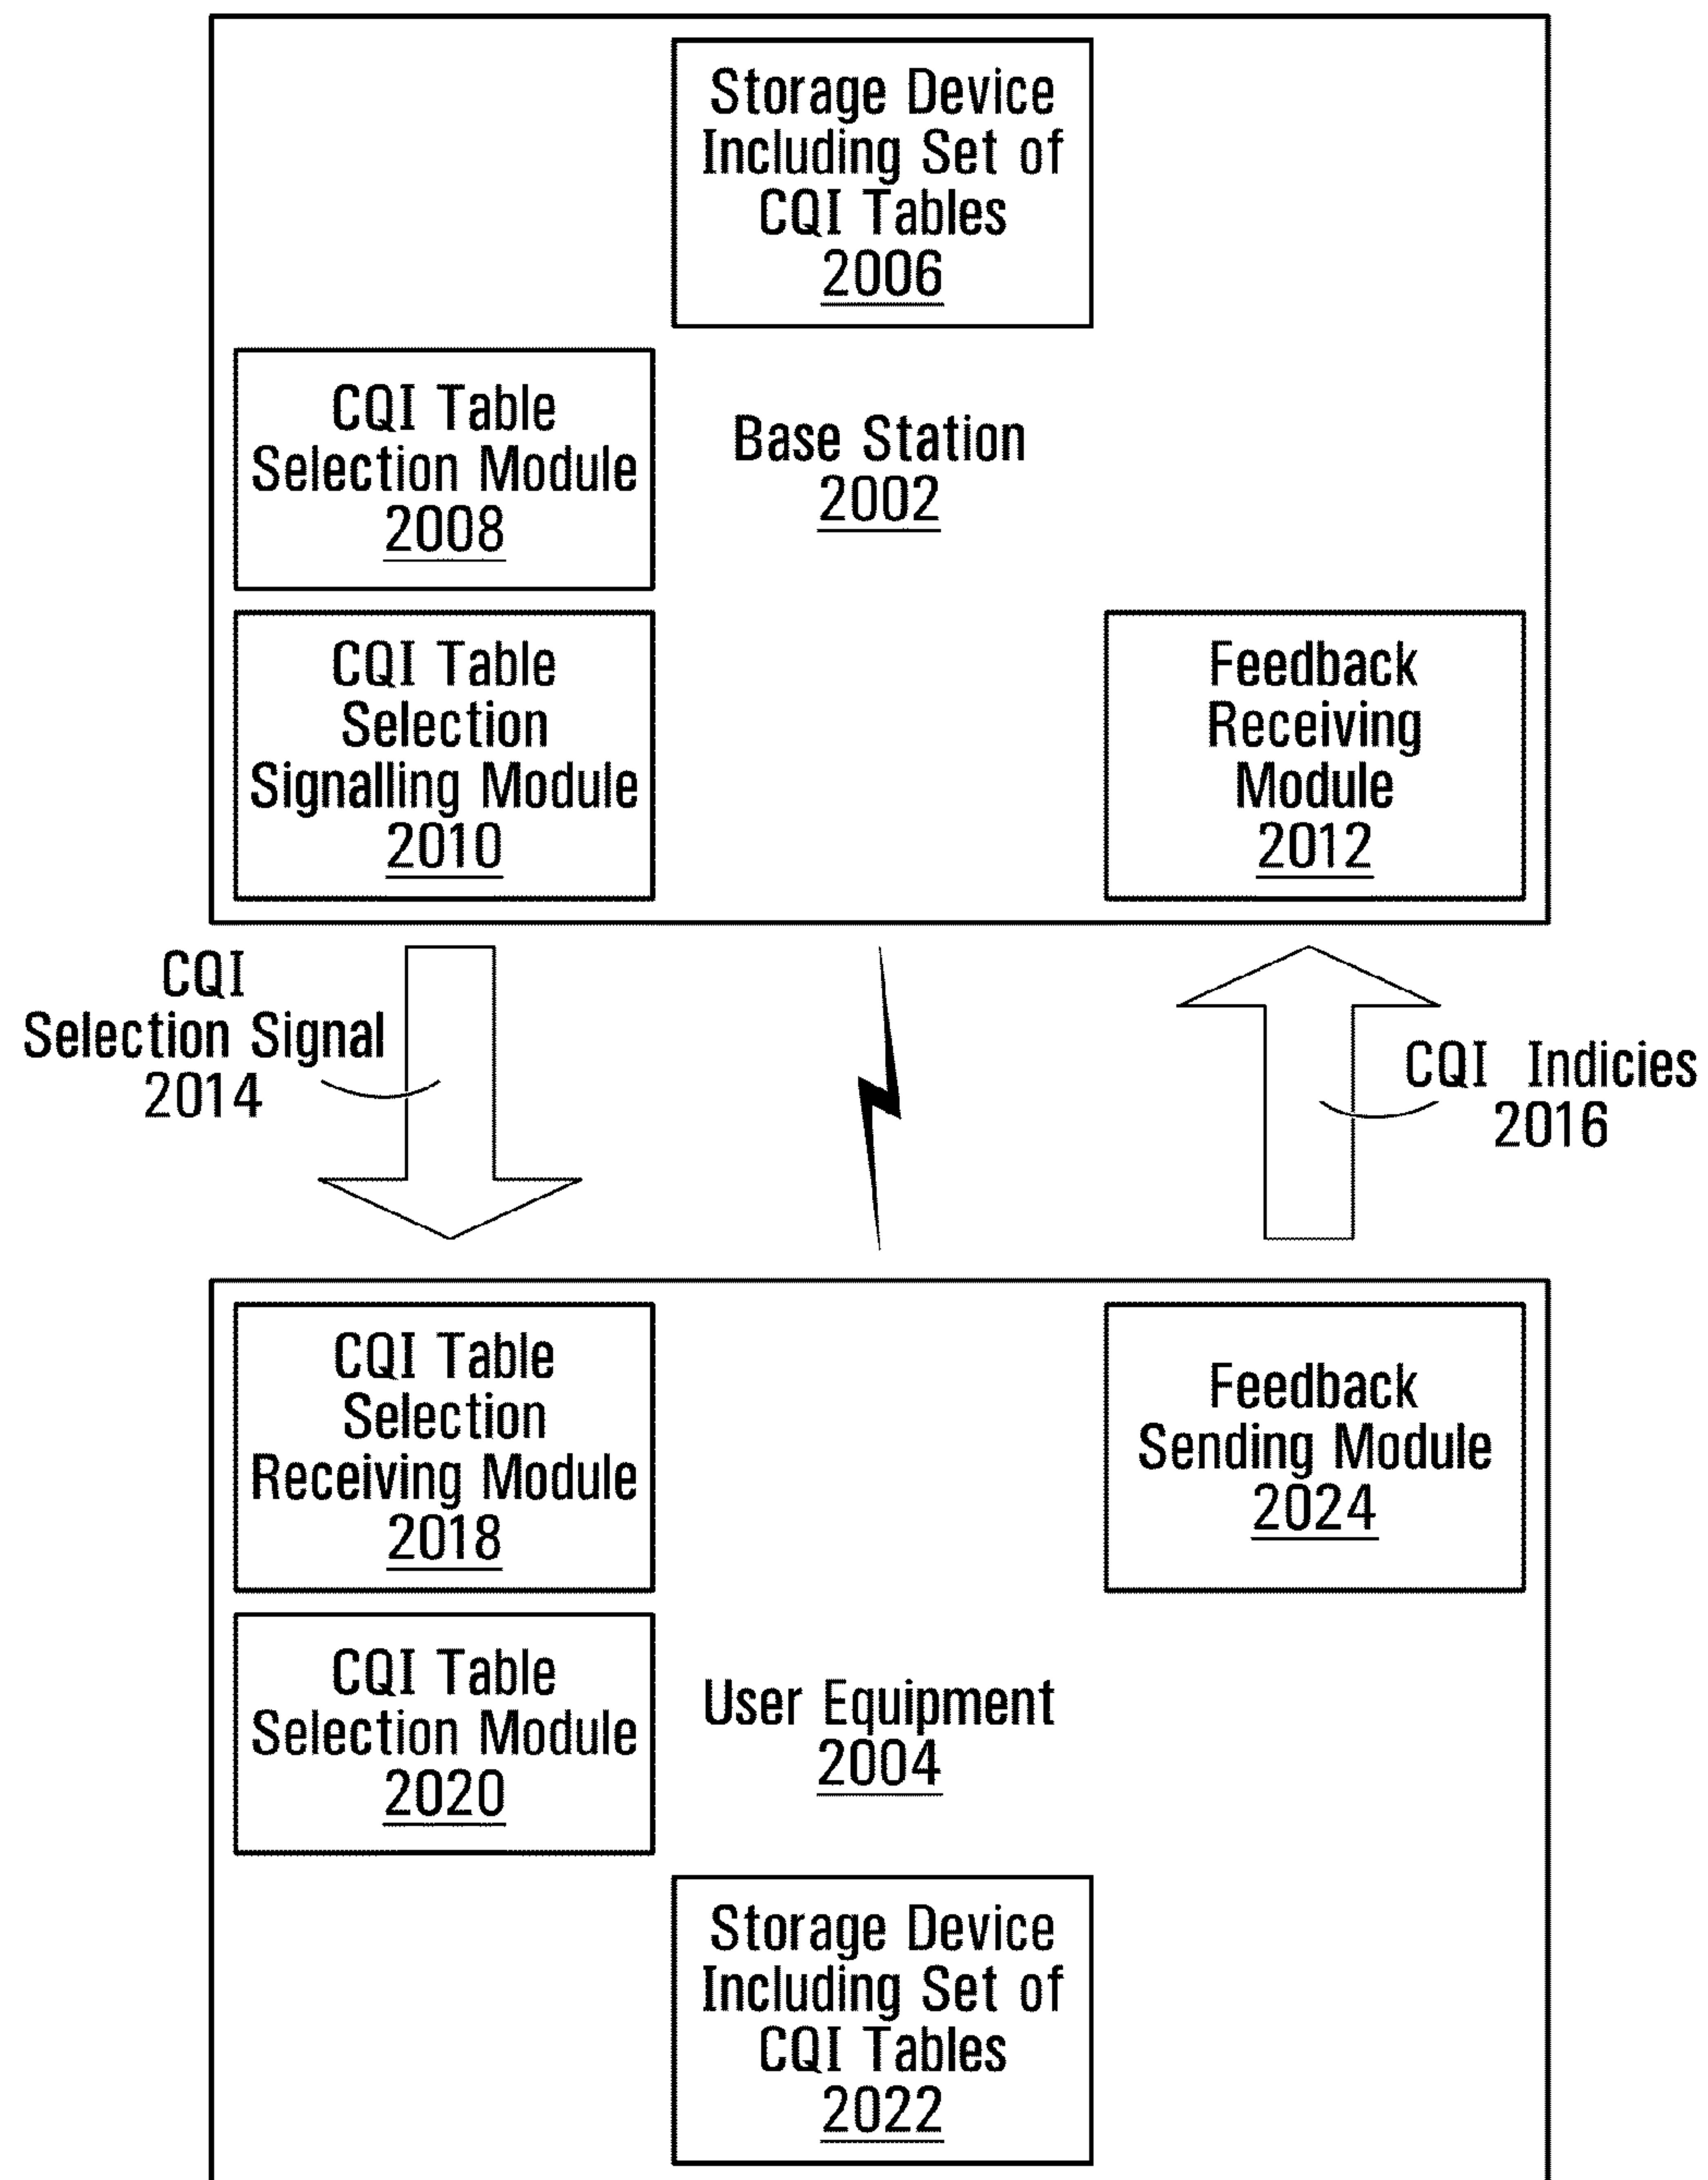 Storage Device
Including Set of
CQI Tables
2006
CQI Table
Selection Module
2008
Base Station
2002
CQI Table
Selection
Signalling Module
2010
Feedback
Receiving
Module
2012
CQI
Selection Signal
2014
CQI Indicies
2016
CQI Table
Selection
Receiving Module
2018
Feedback
Sending Module
2024
CQI Table
Selection Module
2020
User Equipment
2004
Storage Device
Including Set of
CQI Tables
2022